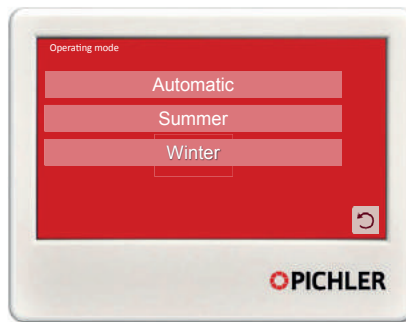 Operating mode
Automatic
Summer
Winter
PICHLER